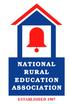 NATIONAL
RURAL
EDUCATION
ASSOCIATION
ESTABLISHED 1907